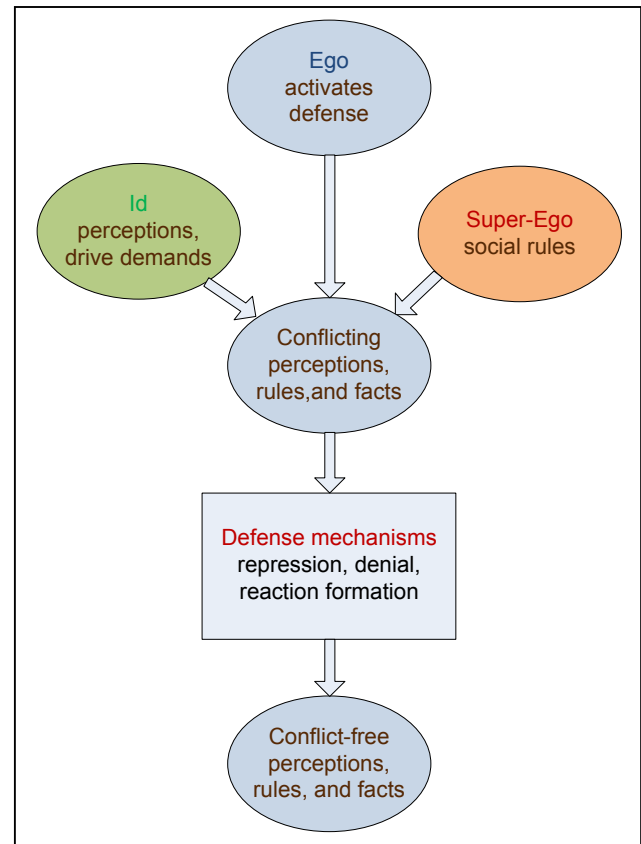 Ego
activates
defense
Id
perceptions,
drive demands
Super-Ego
social rules
Conflicting
perceptions,
rules,and facts
Defense mechanisms
repression, denial,
reaction formation
Conflict-free
perceptions,
rules, and facts